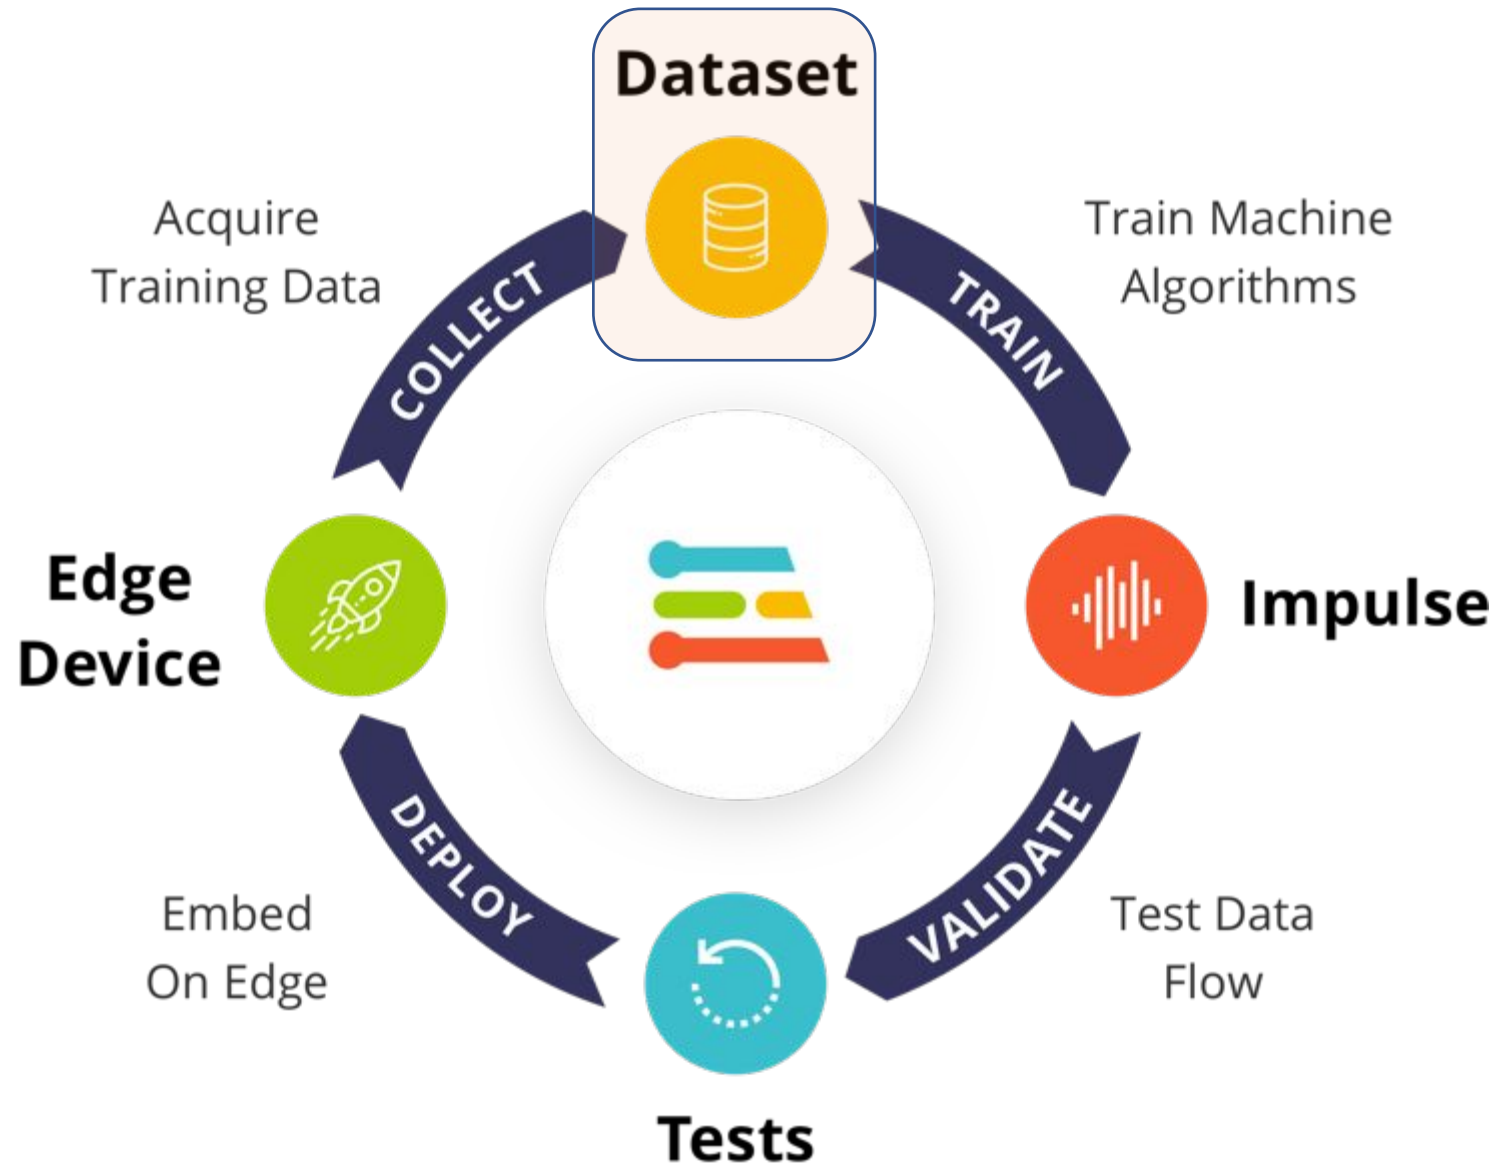 Dataset
Acquire
Training Data
COLLECT
TRAIN
Train Machine
Algorithms
Edge
Device
Impulse
DEPLOY
VALIDATE
Embed
On Edge
Test Data
Flow
Tests